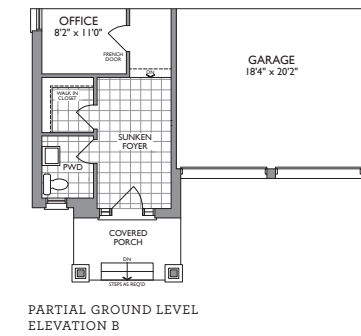 OFFICE
8'2" x 11'0"
FRENCH
DOOR
DN
GARAGE
18'4" x 20'2"
WALK IN
CLOSET
SUNKEN
FOYER
PWD
COVERED
PORCH
DN
STEPS AS REQ'D
PARTIAL GROUND LEVEL
ELEVATION B